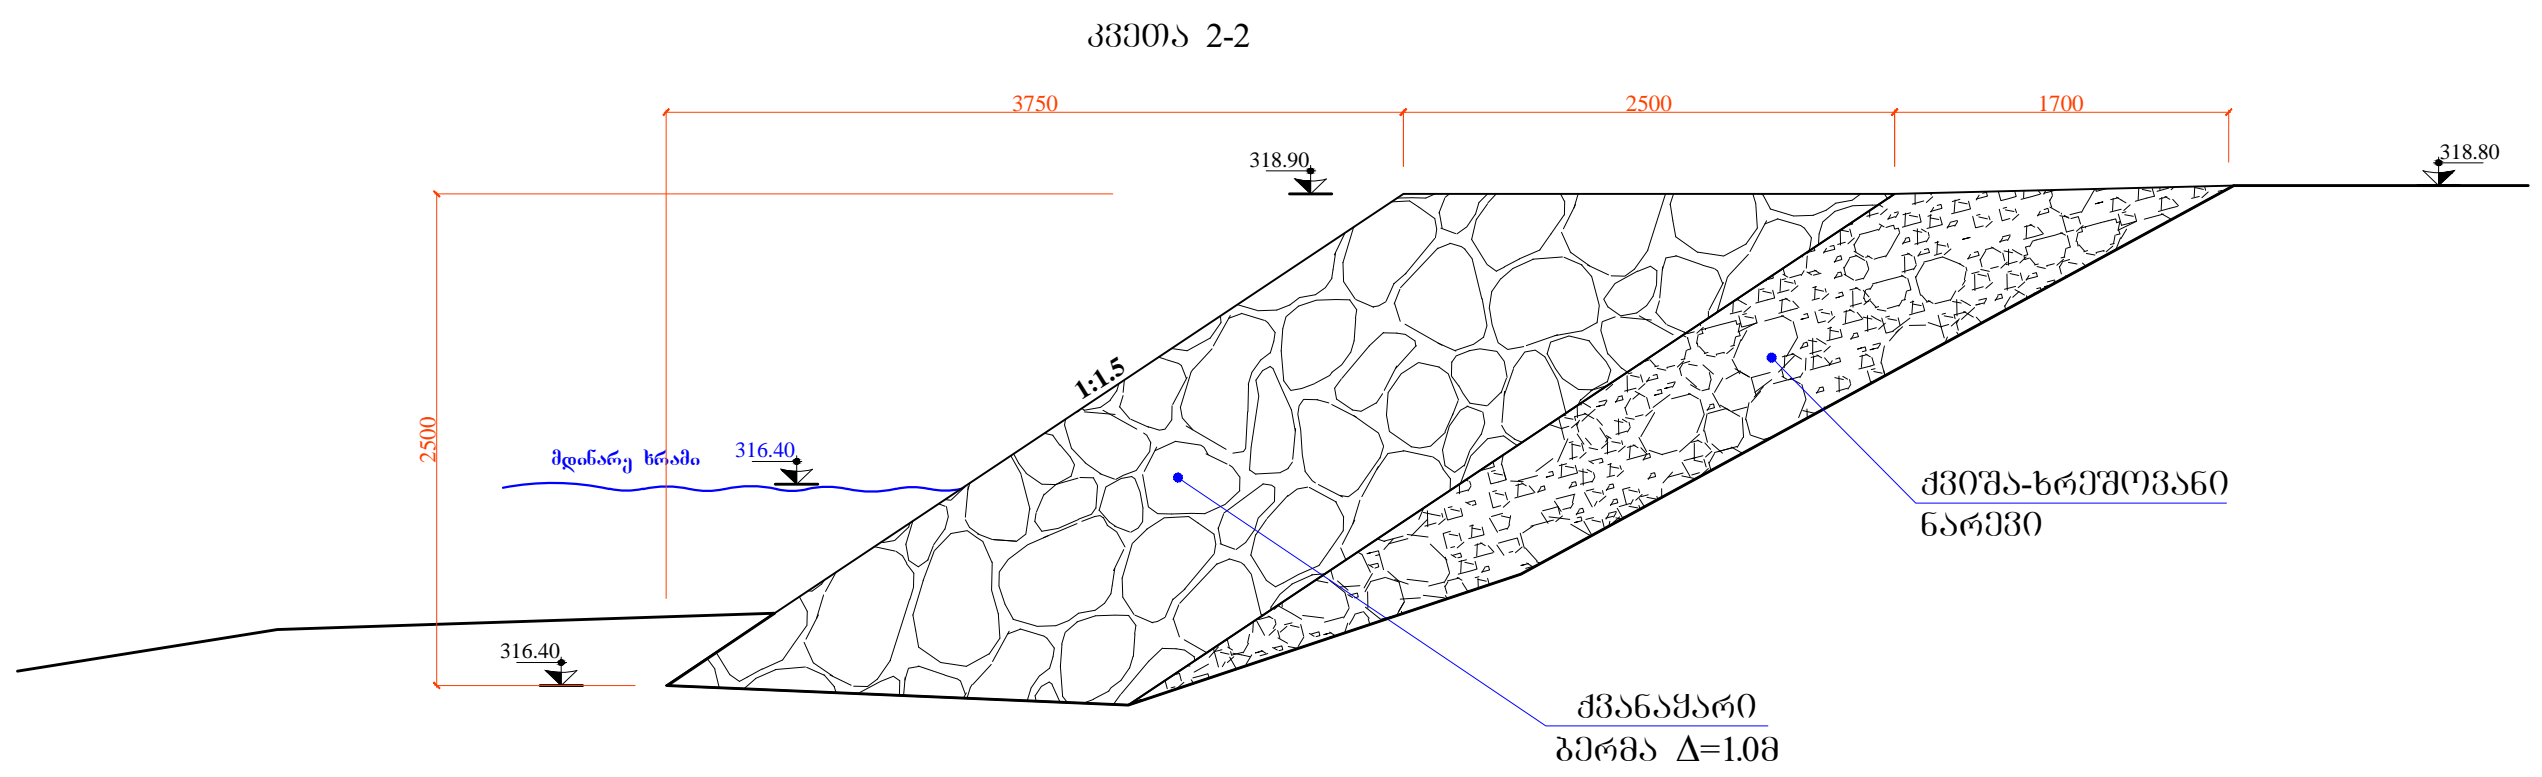 კვეთა 2-2
3750
2500
1700
318.90
318.80
1:1.5
2500
მდინარე ხრამი
316.40
ქვიშა-ხრეშოვანი
ნარევი
316.40
ქვანაყარი
ბერმა Δ=1.0მ